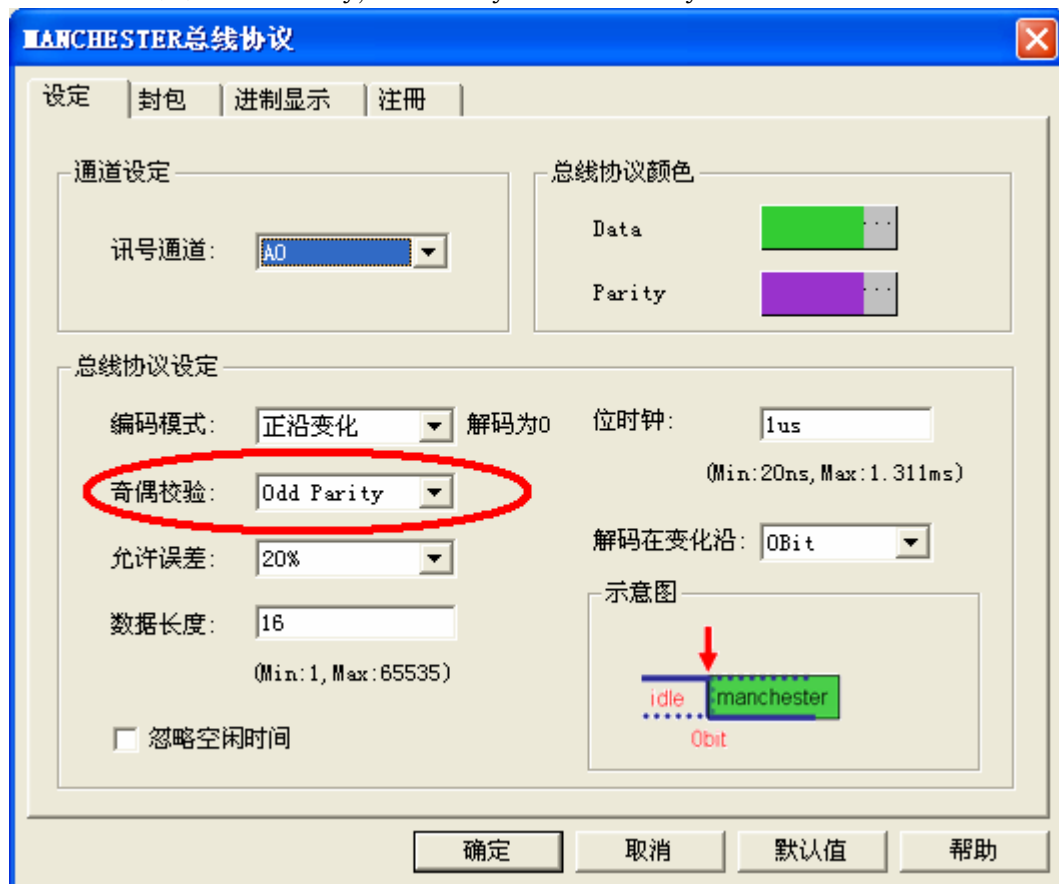 MANCHESTER总线协议
设定 封包 进制显示 注册
通道设定
讯号通道: A0
总线协议颜色
Data ...
Parity ...
总线协议设定
编码模式: 正沿变化 解码为0
奇偶校验: Odd Parity
允许误差: 20%
数据长度: 16
(Min:1,Max:65535)
忽略空闲时间
位时钟: 1us
(Min:20ns,Max:1.311ms)
解码在变化沿: 0Bit
示意图
idle manchester
0bit
确定 取消 默认值 帮助